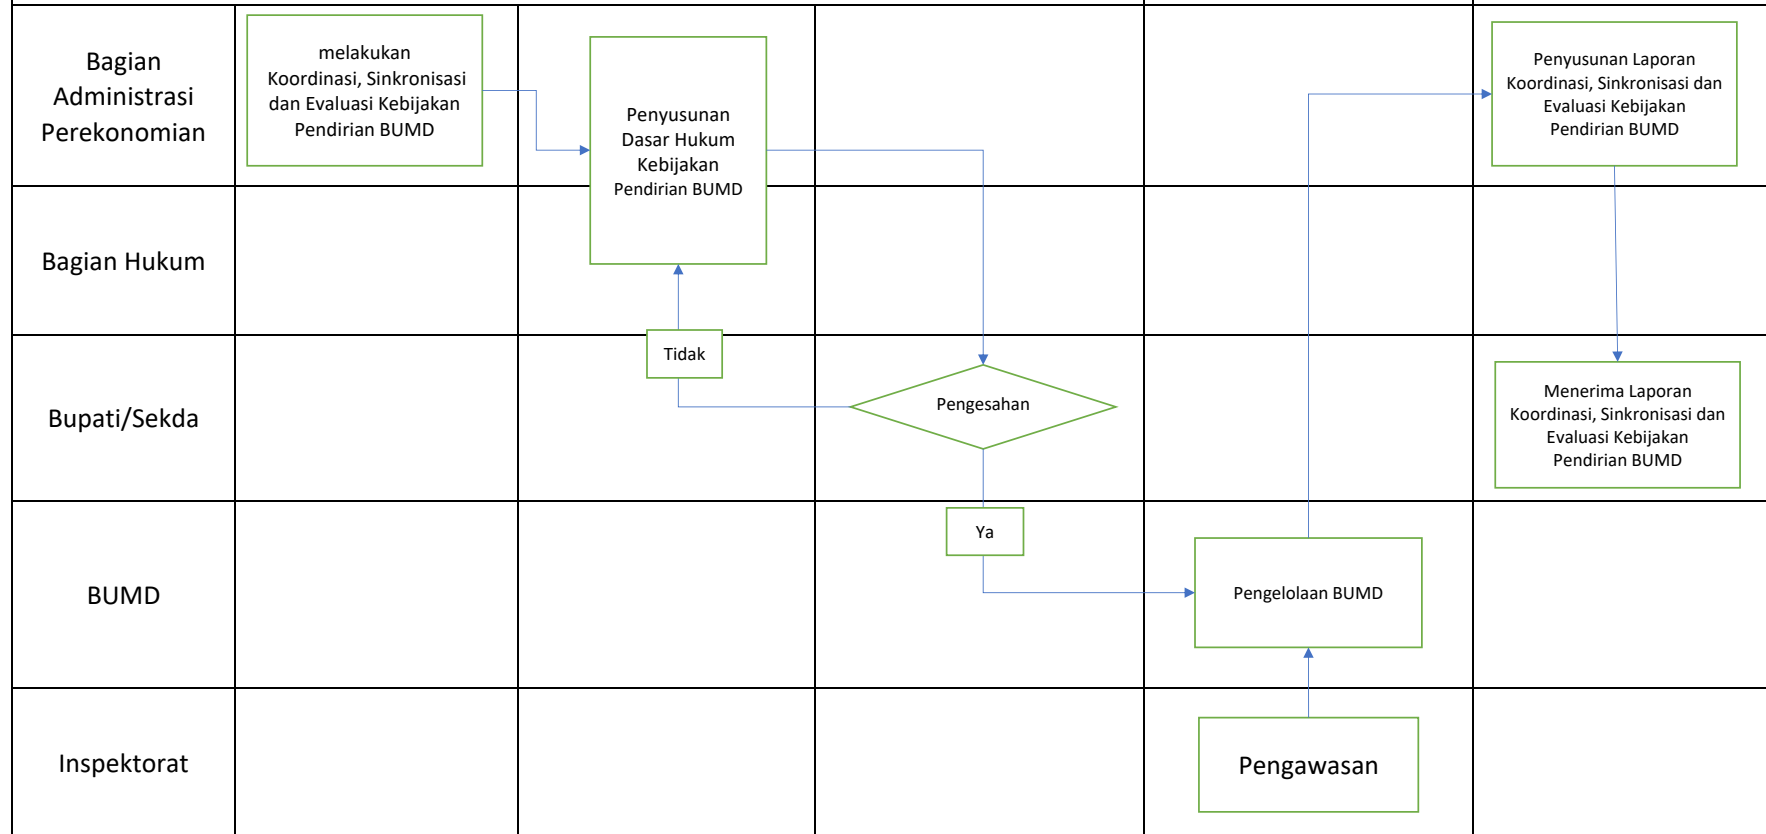 Bagian
Administrasi
Perekonomian
melakukan
Koordinasi, Sinkronisasi
dan Evaluasi Kebijakan
Pendirian BUMD
Penyusunan
Dasar Hukum
Kebijakan
Pendirian BUMD
Penyusunan Laporan
Koordinasi, Sinkronisasi dan
Evaluasi Kebijakan
Pendirian BUMD
Bagian Hukum
Bupati/Sekda
Tidak
Pengesahan
Menerima Laporan
Koordinasi, Sinkronisasi dan
Evaluasi Kebijakan
Pendirian BUMD
BUMD
Ya
Pengelolaan BUMD
Inspektorat
Pengawasan